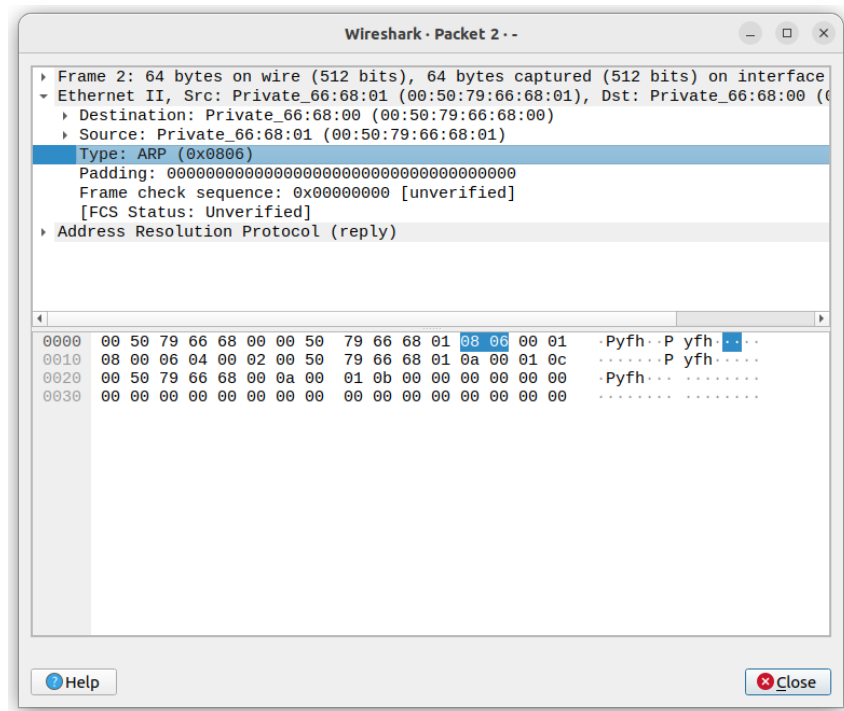 Wireshark · Packet 2 · -
Frame 2: 64 bytes on wire (512 bits), 64 bytes captured (512 bits) on interface
Ethernet II, Src: Private_66:68:01 (00:50:79:66:68:01), Dst: Private_66:68:00 (0
Destination: Private_66:68:00 (00:50:79:66:68:00)
Source: Private_66:68:01 (00:50:79:66:68:01)
Type: ARP (0x0806)
Padding: 000000000000000000000000000000000000
Frame check sequence: 0x00000000 [unverified]
[FCS Status: Unverified]
Address Resolution Protocol (reply)
0000 00 50 79 66 68 00 00 50 79 66 68 01 08 06 00 01 ·Pyfh··P yfh·····
0010 08 00 06 04 00 02 00 50 79 66 68 01 0a 00 01 0c ·······P yfh·····
0020 00 50 79 66 68 00 0a 00 01 0b 00 00 00 00 00 00 ·Pyfh··· ········
0030 00 00 00 00 00 00 00 00 00 00 00 00 00 00 00 00 ········ ········
Help
Close